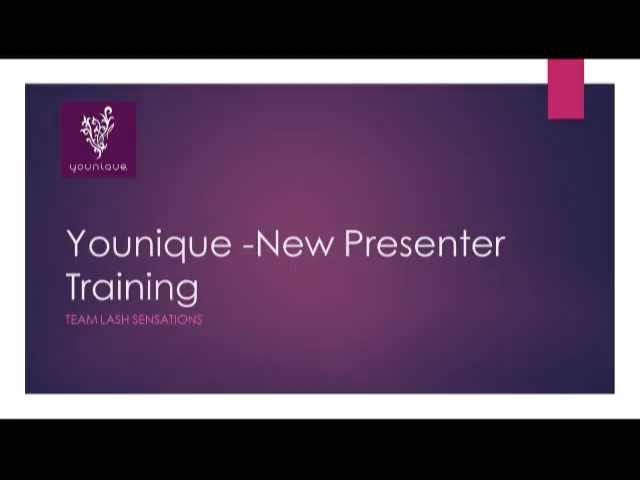 younique
Younique -New Presenter
Training
TEAM LASH SENSATIONS